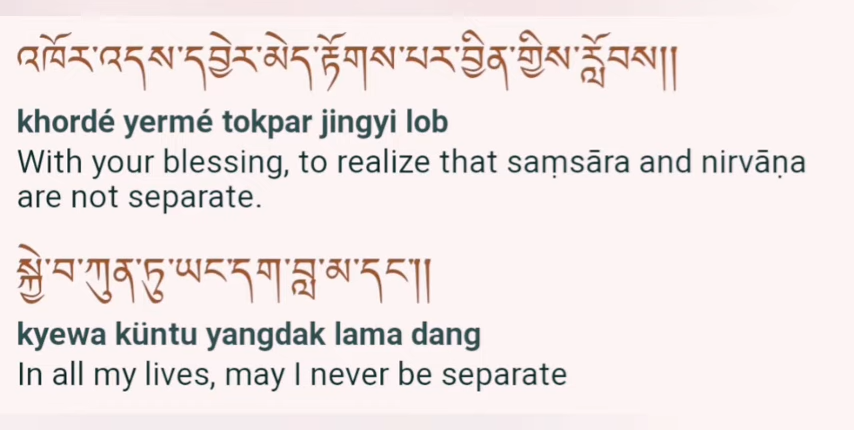 འཁོར་འདས་དབྱེར་མེད་རྟོགས་པར་བྱིན་གྱིས་རློབས།།
khordé yermé tokpar jingyi lob
With your blessing, to realize that saṃsāra and nirvāṇa
are not separate.
སྐྱེ་བ་ཀུན་ཏུ་ཡང་དག་བླ་མ་དང་།།
kyewa küntu yangdak lama dang
In all my lives, may I never be separate